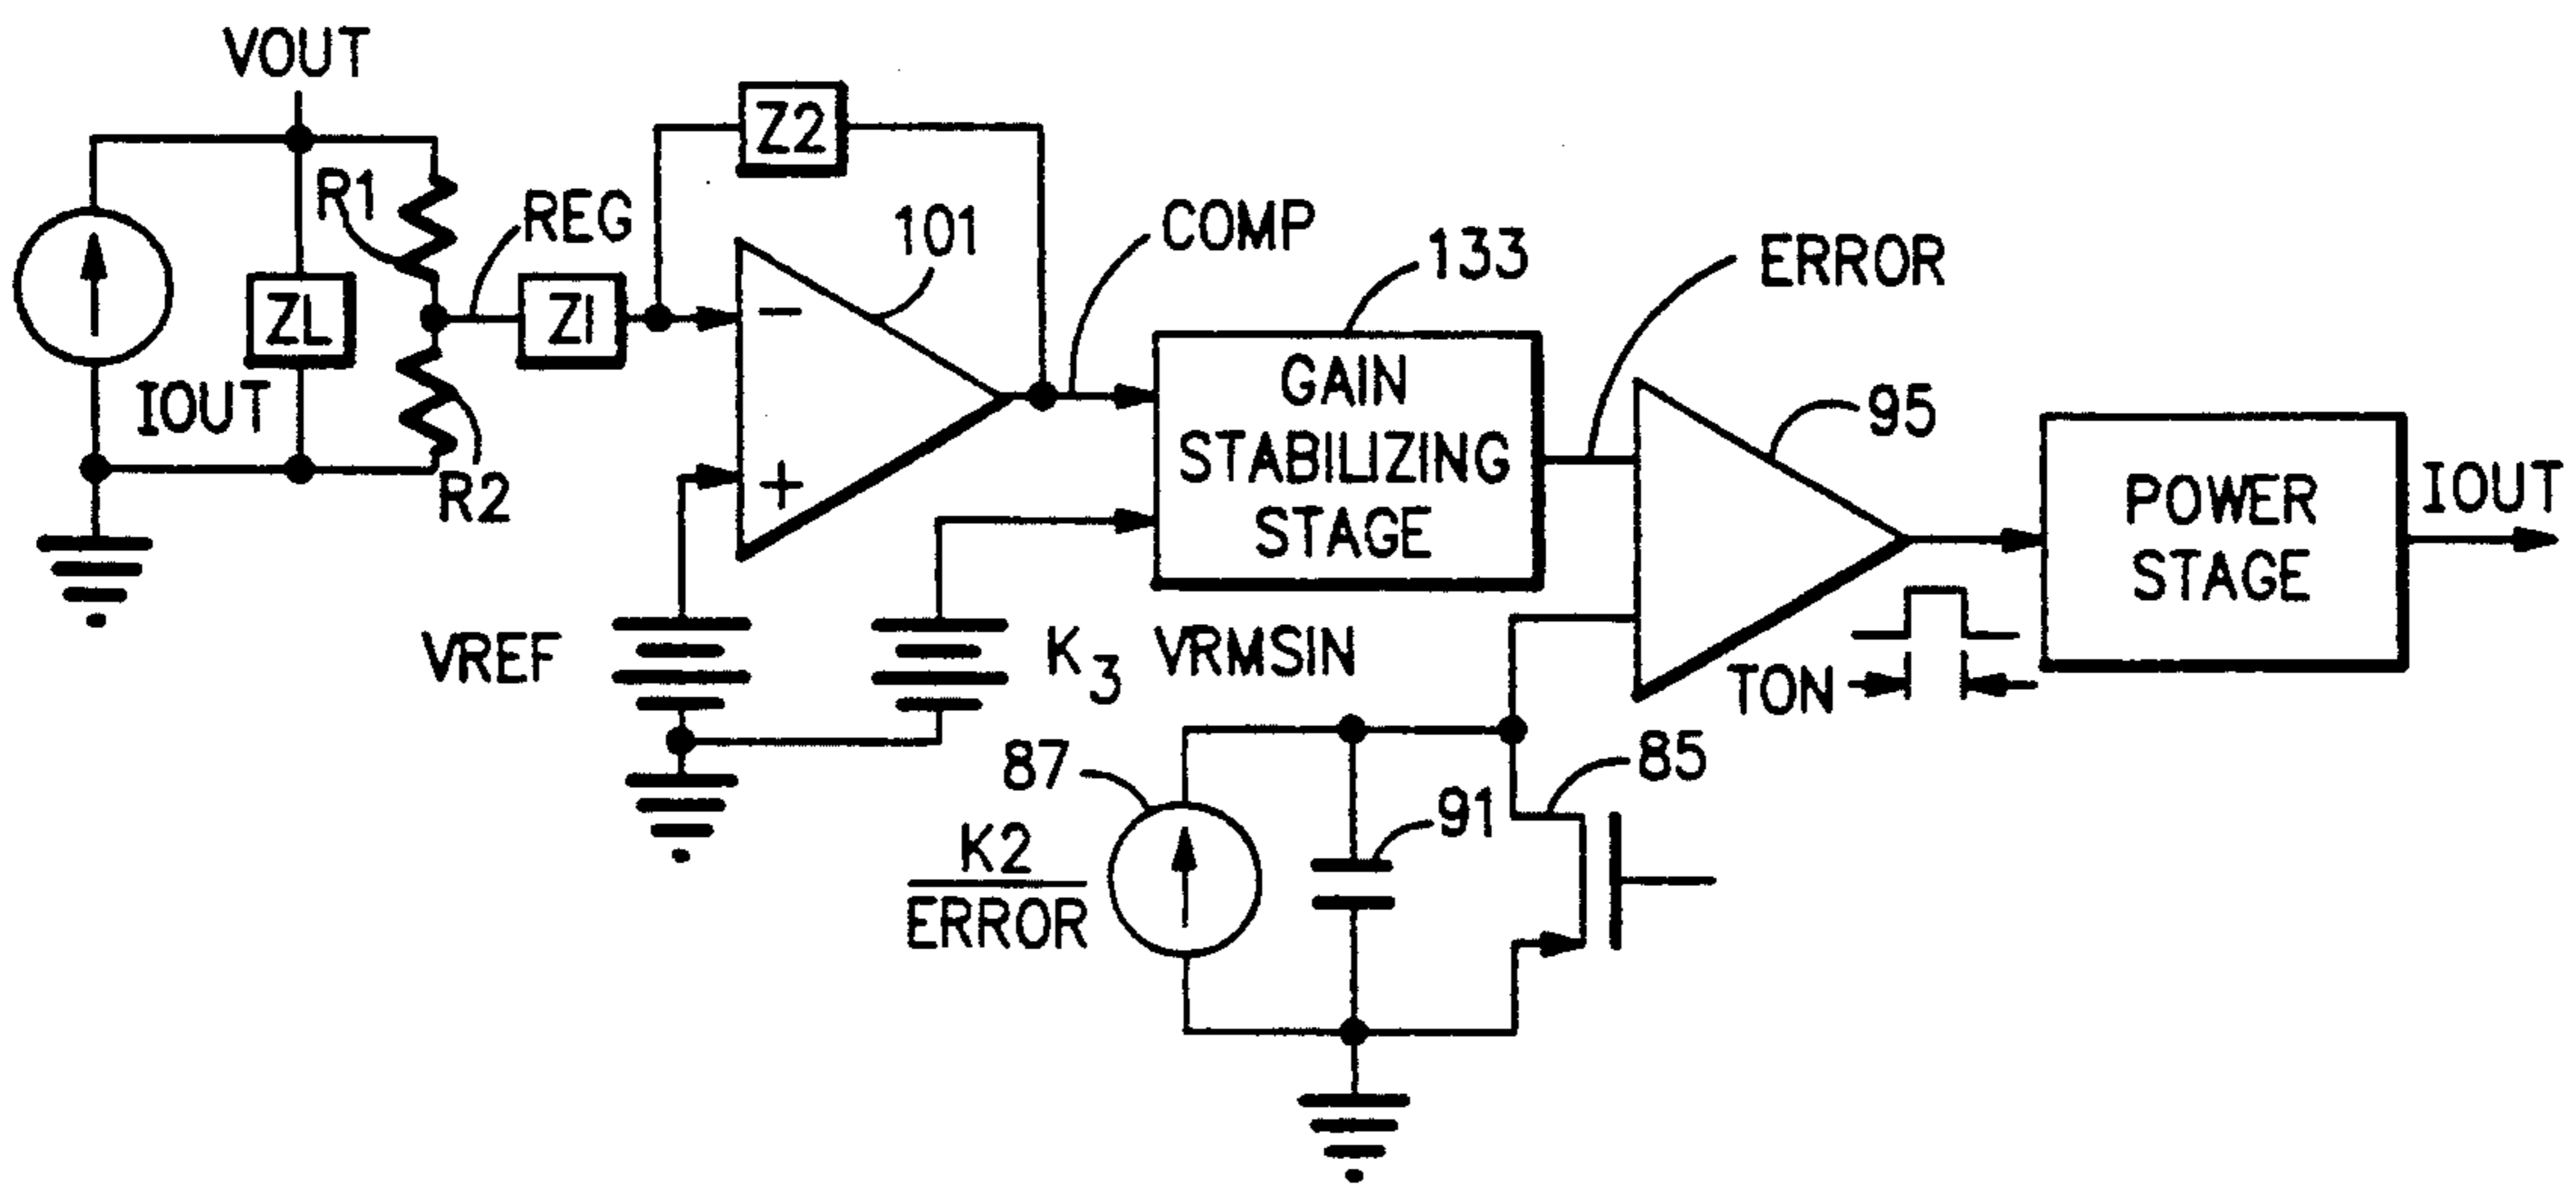 VOUT
R1
REG
ZL
Z1
IOUT
R2
Z2
101
−
+
COMP
133
ERROR
GAIN
STABILIZING
STAGE
95
POWER
STAGE
IOUT
VREF
K3 VRMSIN
TON
87
K2
ERROR
91
85